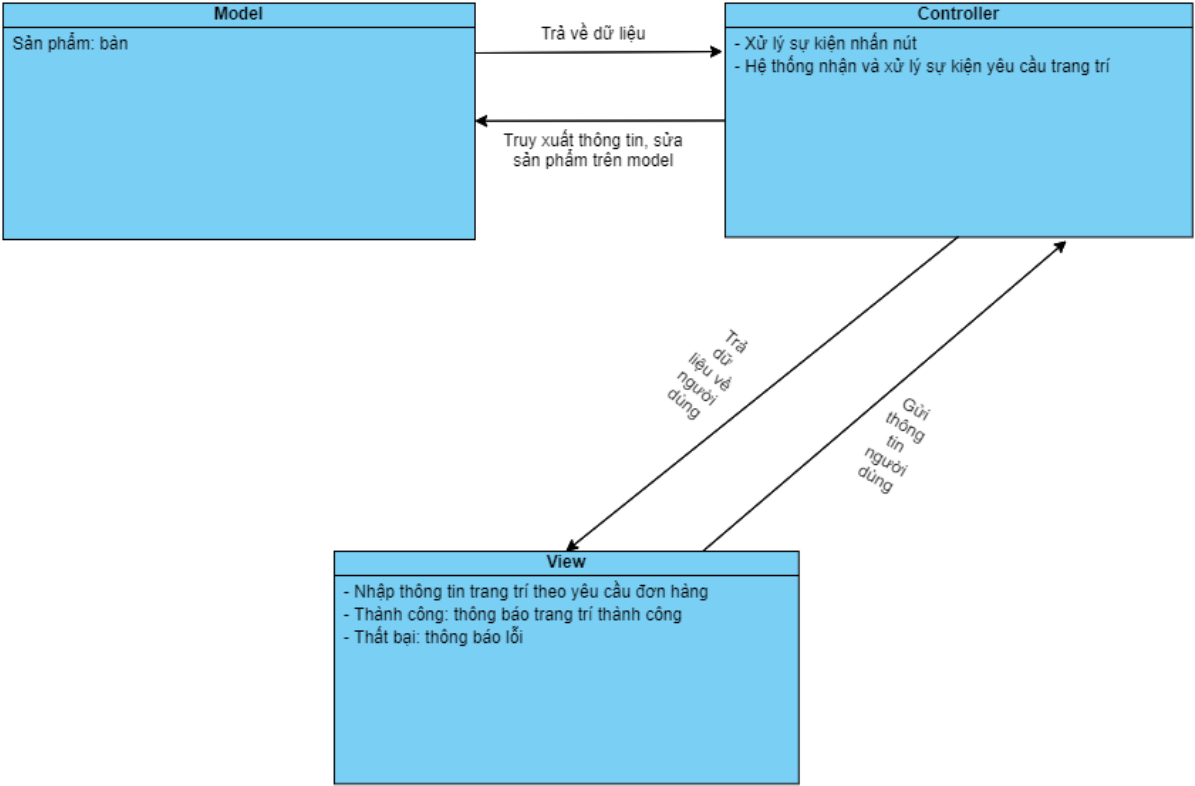 Model
Sản phẩm: bàn
Trả về dữ liệu
Truy xuất thông tin, sửa
sản phẩm trên model
Controller
- Xử lý sự kiện nhấn nút
- Hệ thống nhận và xử lý sự kiện yêu cầu trang trí
Trả
dữ
liệu về
người
dùng
Gửi
thông
tin
người
dùng
View
- Nhập thông tin trang trí theo yêu cầu đơn hàng
- Thành công: thông báo trang trí thành công
- Thất bại: thông báo lỗi